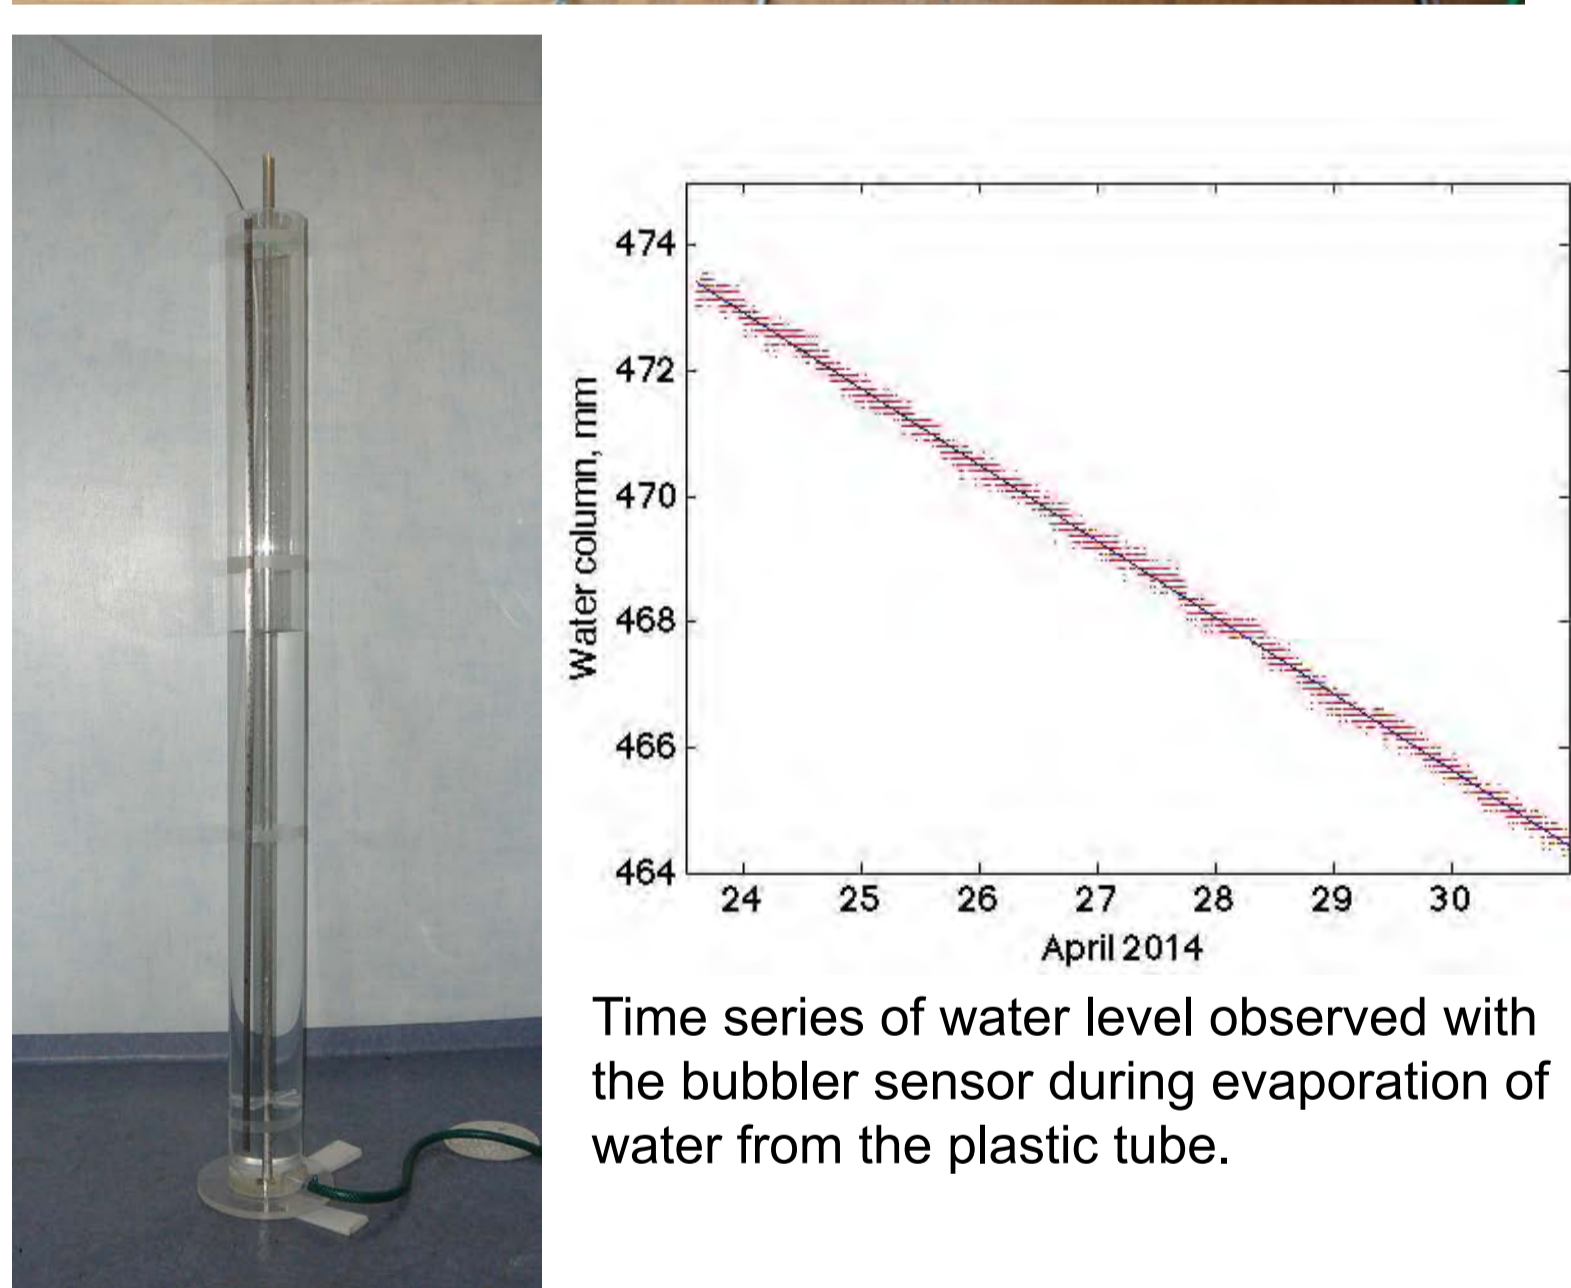 474
472
470
468
466
464
Water column, mm
24 25 26 27 28 29 30
April 2014
Time series of water level observed with
the bubbler sensor during evaporation of
water from the plastic tube.